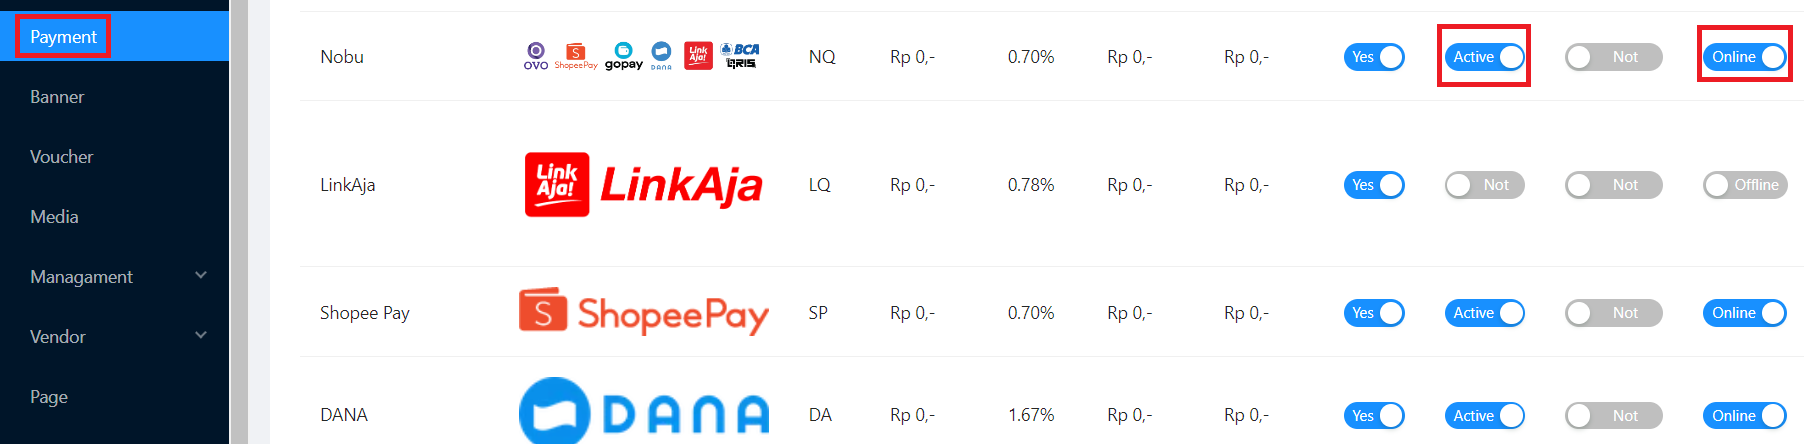 Payment
Banner
Voucher
Media
Managament
Vendor
Page
Nobu OVO ShopeePay gopay DANA Link Aja! BCA QRIS NQ Rp 0,- 0.70% Rp 0,- Rp 0,- Yes Active Not Online
LinkAja Link Aja! LinkAja LQ Rp 0,- 0.78% Rp 0,- Rp 0,- Yes Not Not Offline
Shopee Pay S ShopeePay SP Rp 0,- 0.70% Rp 0,- Rp 0,- Yes Active Not Online
DANA DANA DA Rp 0,- 1.67% Rp 0,- Rp 0,- Yes Active Not Online